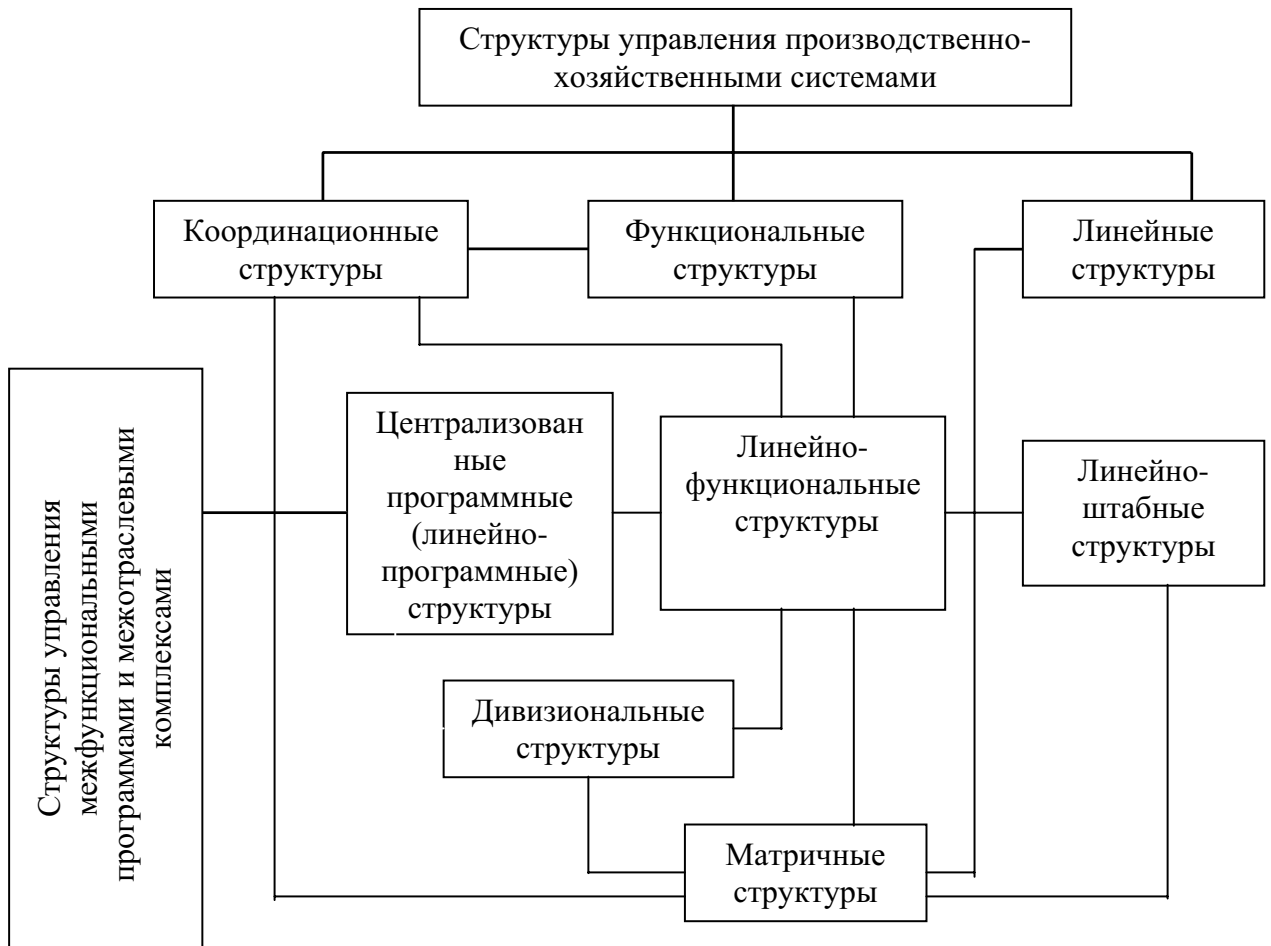 Структуры управления производственно-
хозяйственными системами
Координационные
структуры
Функциональные
структуры
Линейные
структуры
Структуры управления
межфункциональными
программами и межотраслевыми
комплексами
Централизован
ные
программные
(линейно-
программные)
структуры
Линейно-
функциональные
структуры
Линейно-
штабные
структуры
Дивизиональные
структуры
Матричные
структуры